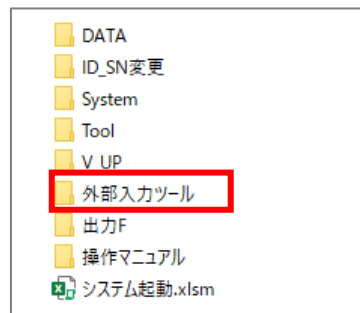 DATA
ID_SN変更
System
Tool
V_UP
外部入力ツール
出力F
操作マニュアル
システム起動.xlsm